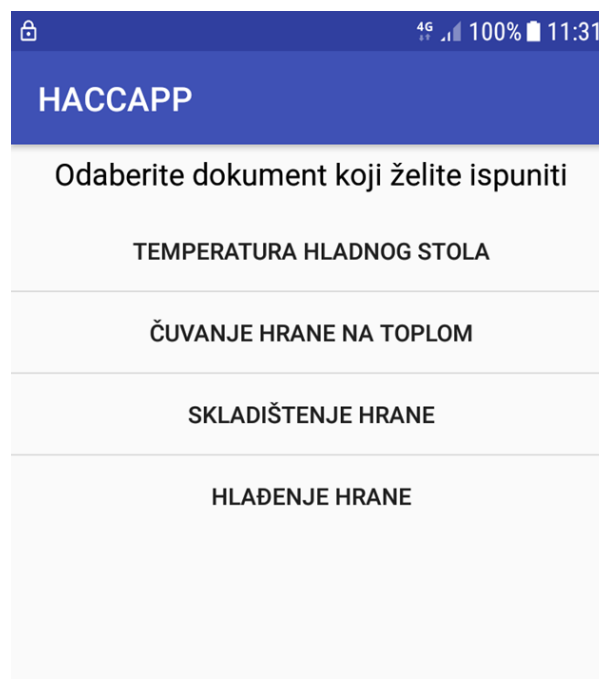 4G 100% 11:31
HACCAPP
Odaberite dokument koji želite ispuniti
TEMPERATURA HLADNOG STOLA
ČUVANJE HRANE NA TOPLOM
SKLADIŠTENJE HRANE
HLAĐENJE HRANE